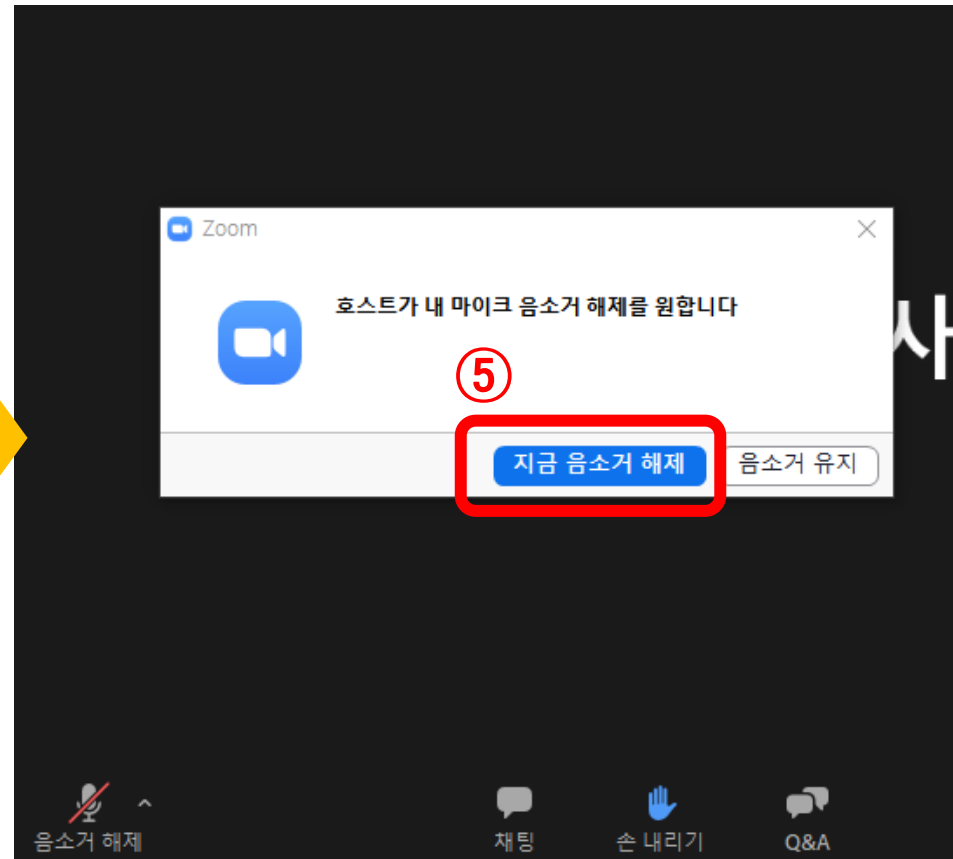 Zoom
호스트가 내 마이크 음소거 해제를 원합니다
사
⑤
지금 음소거 해제
음소거 유지
음소거 해제
채팅
손 내리기
Q&A